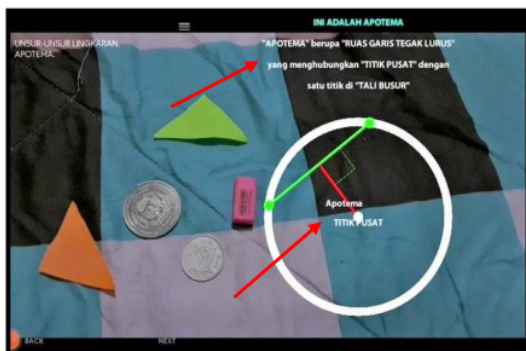 INI ADALAH APOTEMA
UNSUR-UNSUR LINGKARAN.
APOTEMA.
"APOTEMA" berupa "RUAS GARIS TEGAK LURUS"
yang menghubungkan "TITIK PUSAT" dengan
satu titik di "TALI BUSUR"
Apotema
TITIK PUSAT
BACK
NEXT